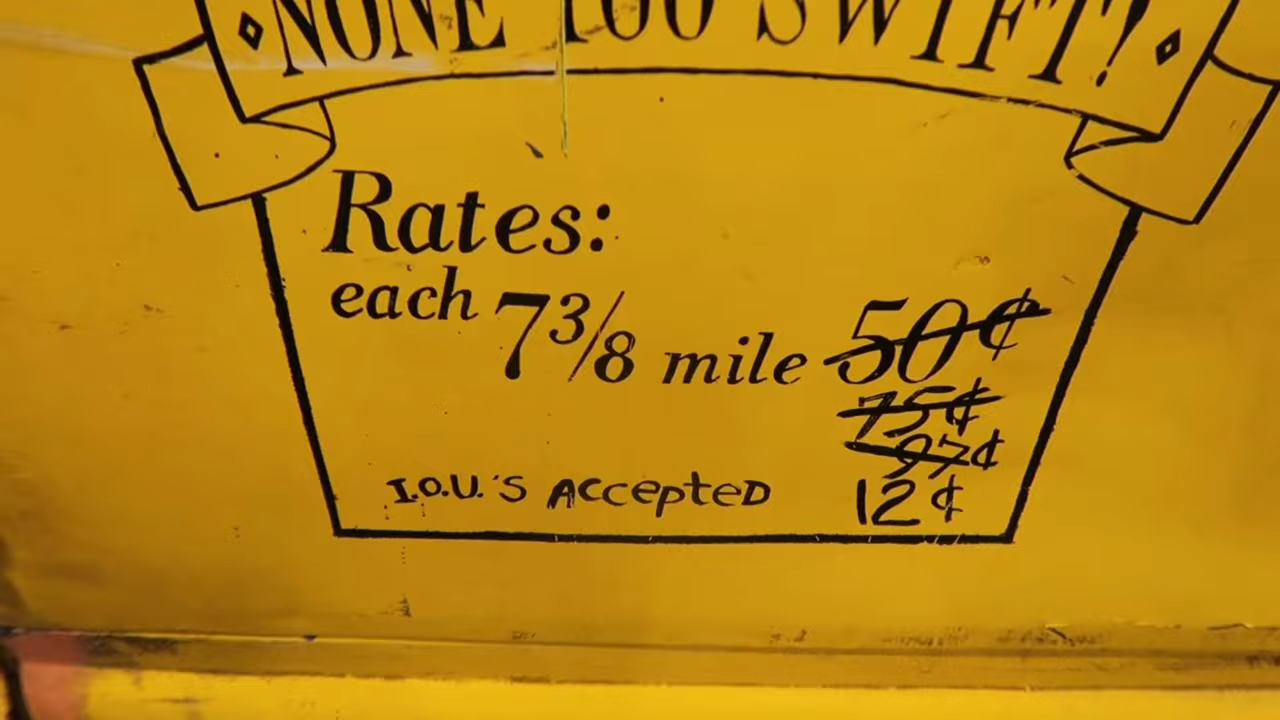 NONE TOO SWIFT!
Rates:
each 7 3/8 mile 50¢
75¢
97¢
I.O.U.'S ACCepTeD 12¢